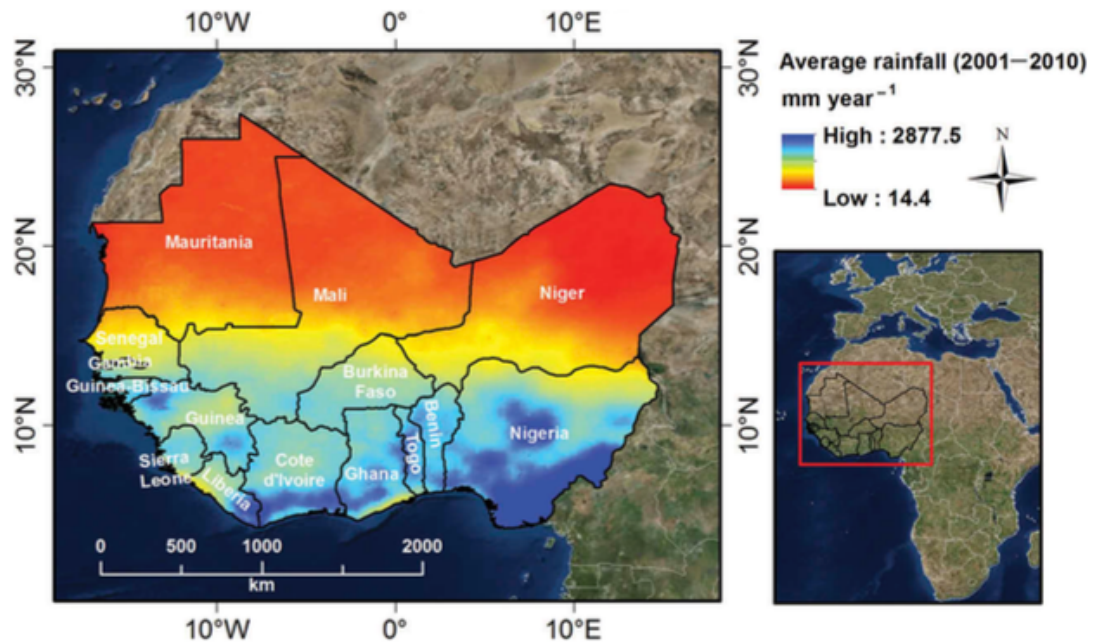 10°W 0° 10°E
30°N
20°N
10°N
30°N
20°N
10°N
Mauritania
Mali
Niger
Senegal
Gambia
Guinea-Bissau
Guinea
Sierra
Leone
Liberia
Cote
d'Ivoire
Burkina
Faso
Ghana
Togo
Benin
Nigeria
0 500 1000 2000
km
10°W 0° 10°E
Average rainfall (2001—2010)
mm year⁻¹
High : 2877.5
Low : 14.4
N